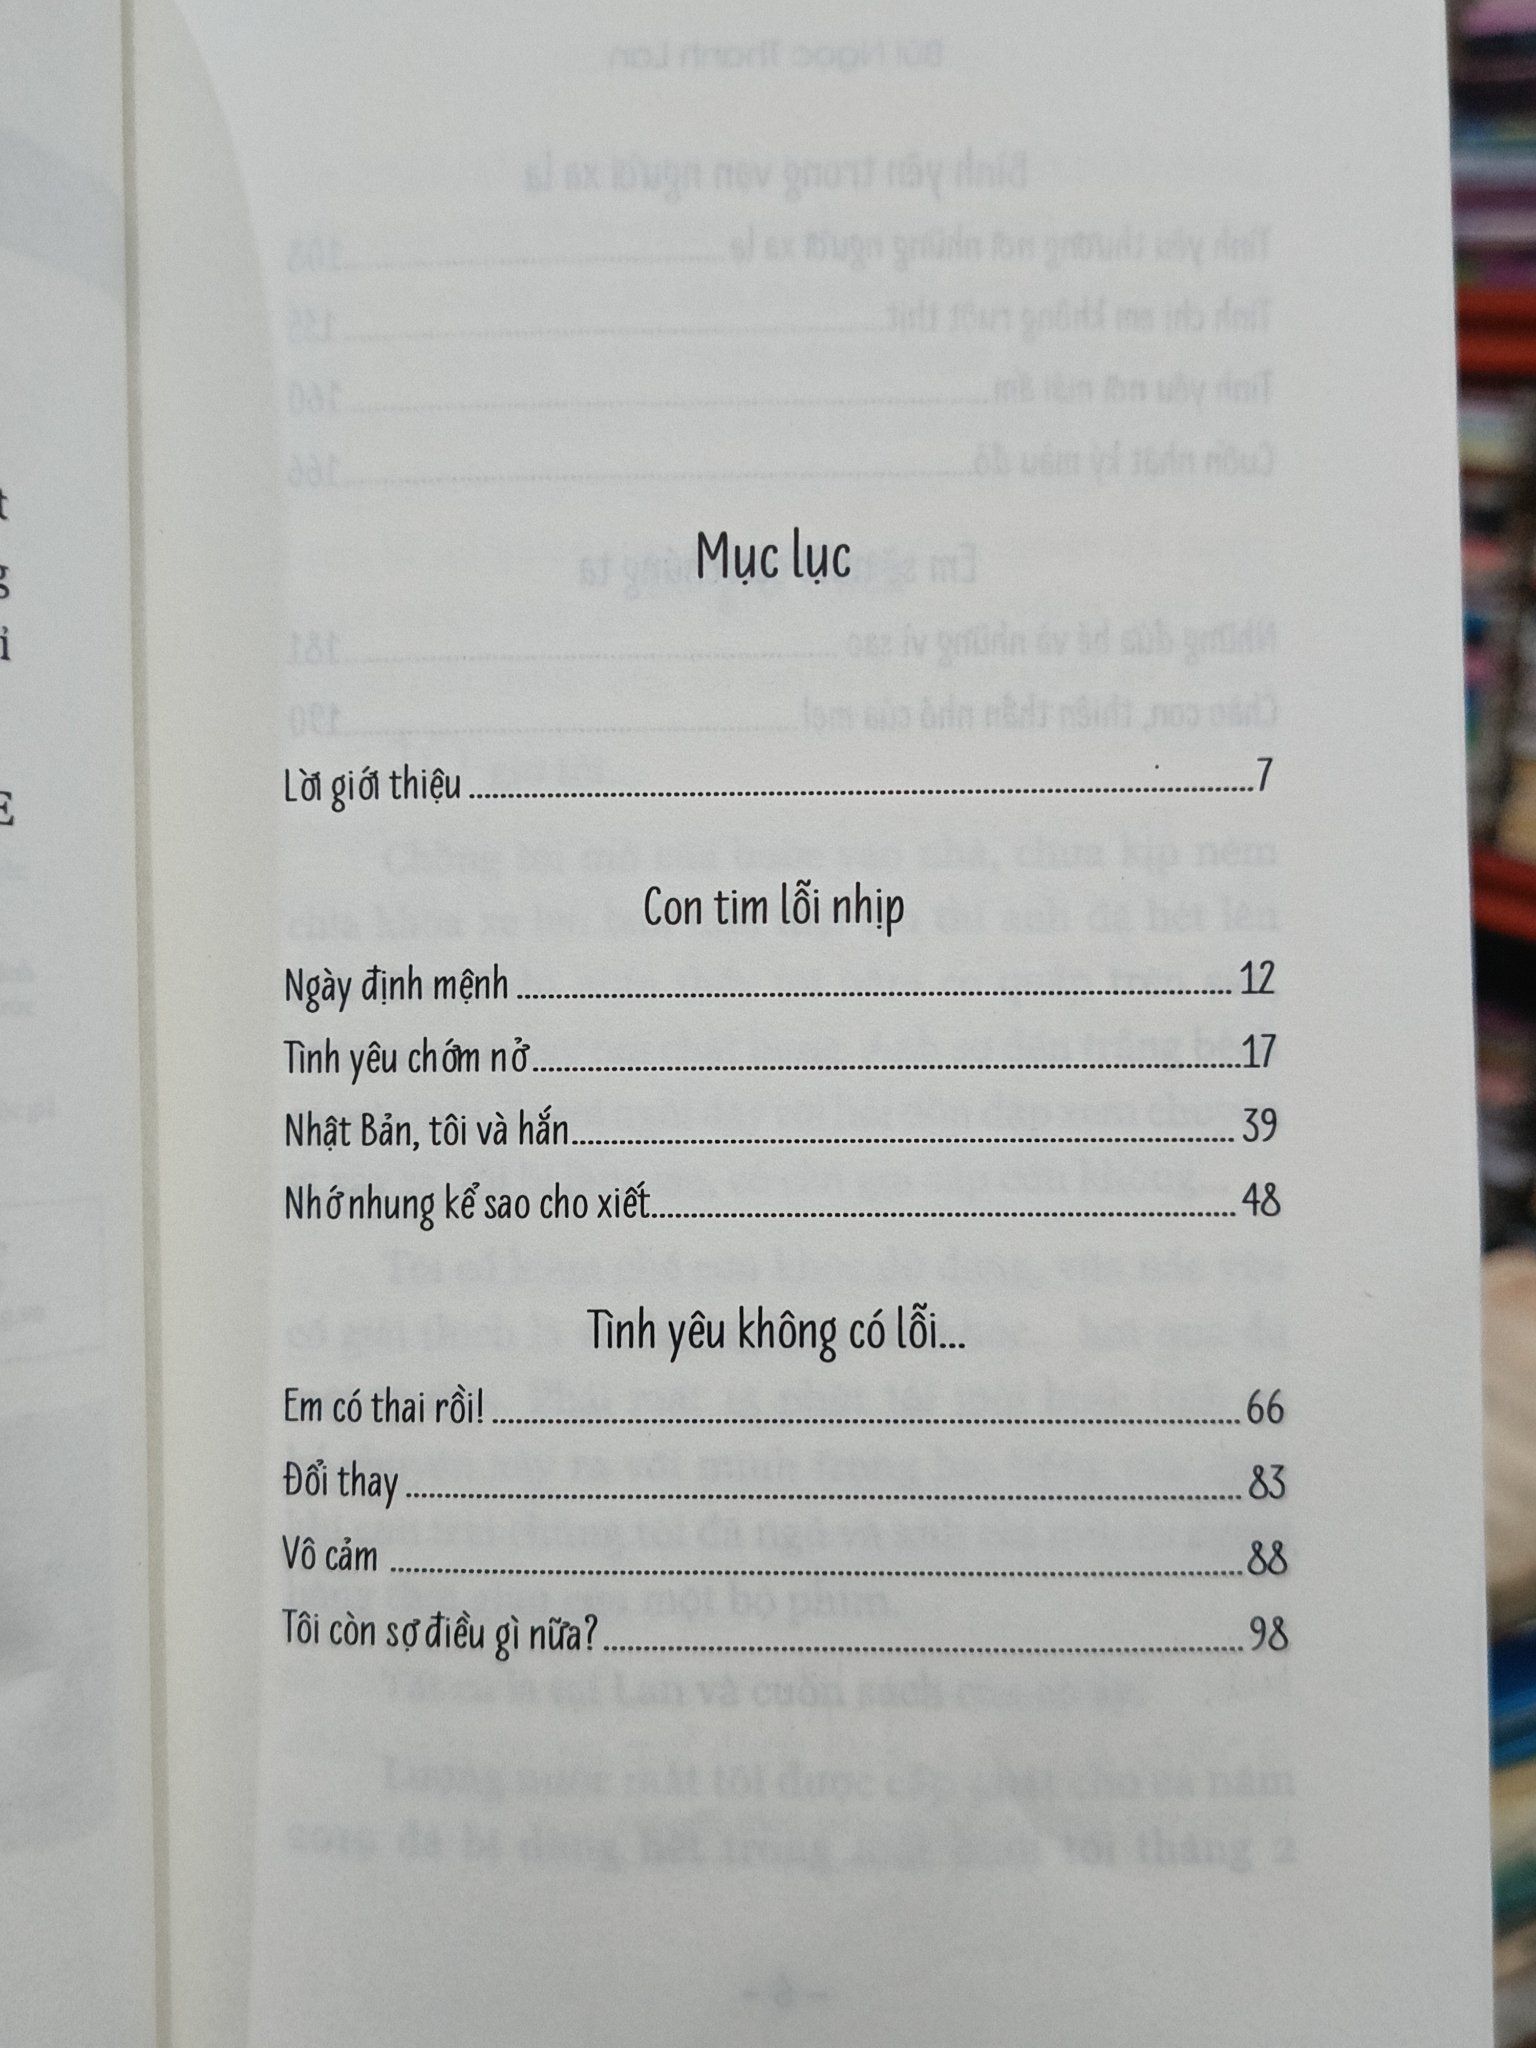 Mục lục
Lời giới thiệu ........ 7
Con tim lỗi nhịp
Ngày định mệnh ........ 12
Tình yêu chớm nở ........ 17
Nhật Bản, tôi và hắn ........ 39
Nhớ nhung kể sao cho xiết ........ 48
Tình yêu không có lỗi...
Em có thai rồi! ........ 66
Đổi thay ........ 83
Vô cảm ........ 88
Tôi còn sợ điều gì nữa? ........ 98